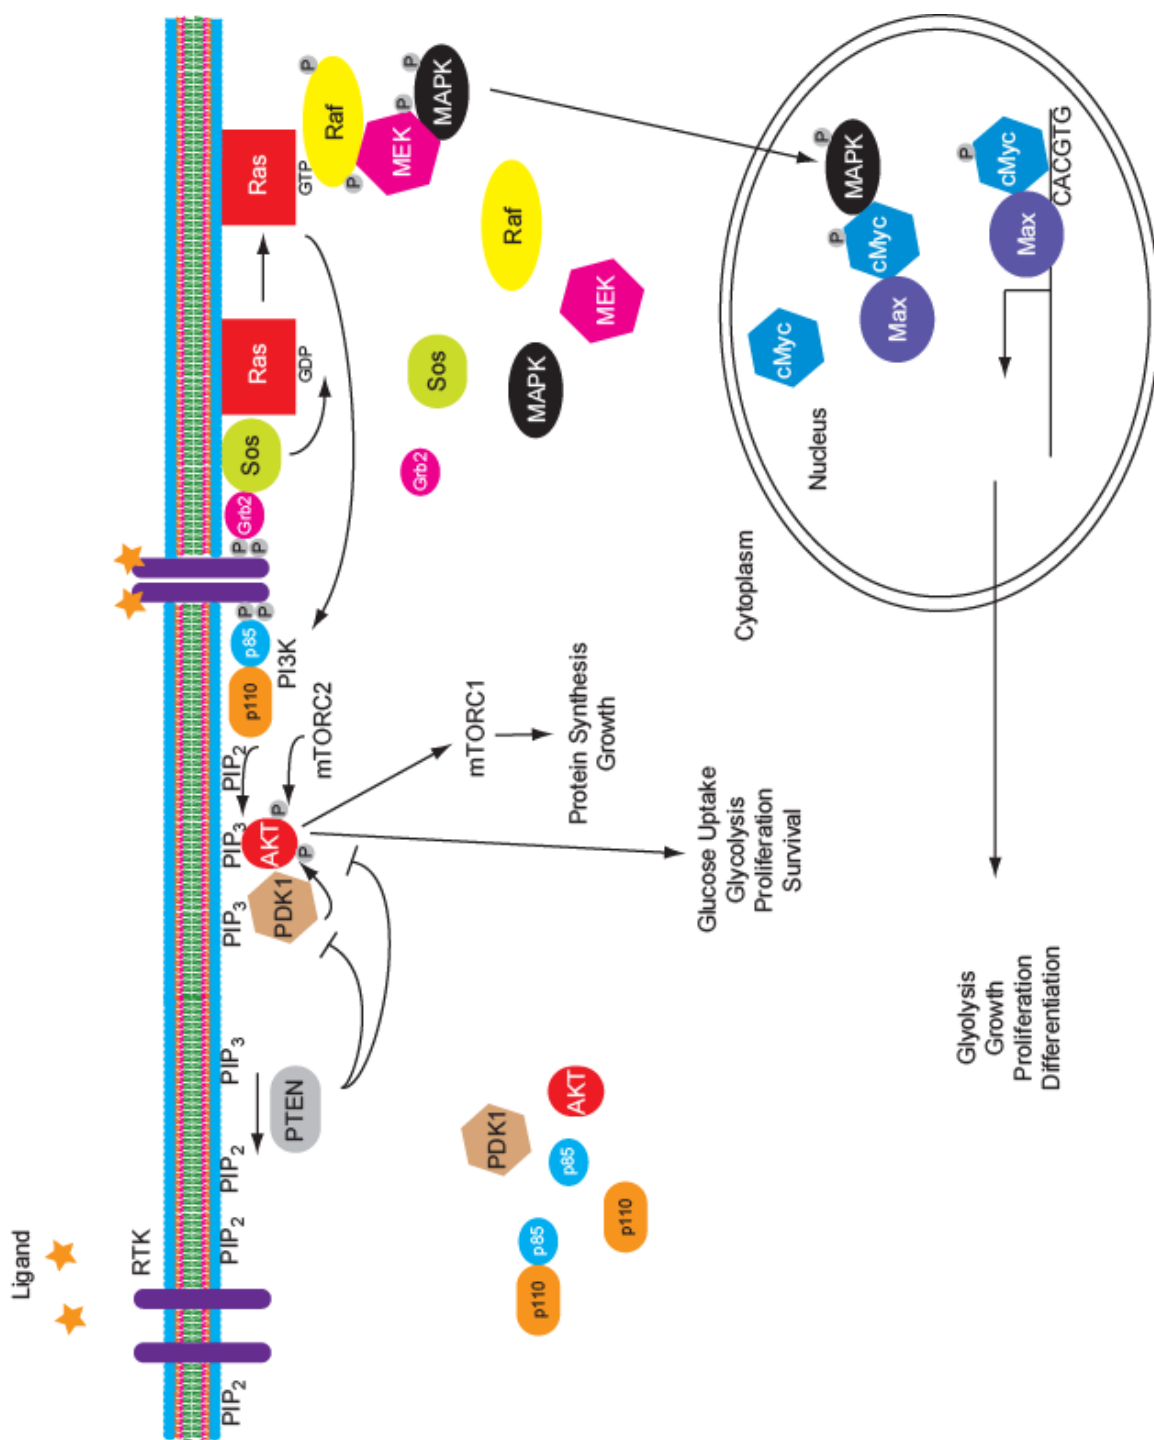 Ligand
RTK
PIP2
PIP2
PIP2
PIP3
PIP3
PIP3
PIP2
PTEN
PDK1
AKT
P
P
mTORC2
p110
p85
PI3K
P
P
P
P
Grb2
Sos
Ras
GDP
Ras
GTP
P
Raf
P
MEK
P
P
MAPK
mTORC1
Protein Synthesis
Growth
Glucose Uptake
Glycolysis
Proliferation
Survival
p110
p85
PDK1
p85
AKT
p110
Grb2
Sos
MAPK
Raf
MEK
Cytoplasm
Nucleus
cMyc
Max
P
cMyc
P
MAPK
Max
P
cMyc
CACGTG
Glyolysis
Growth
Proliferation
Differentiation